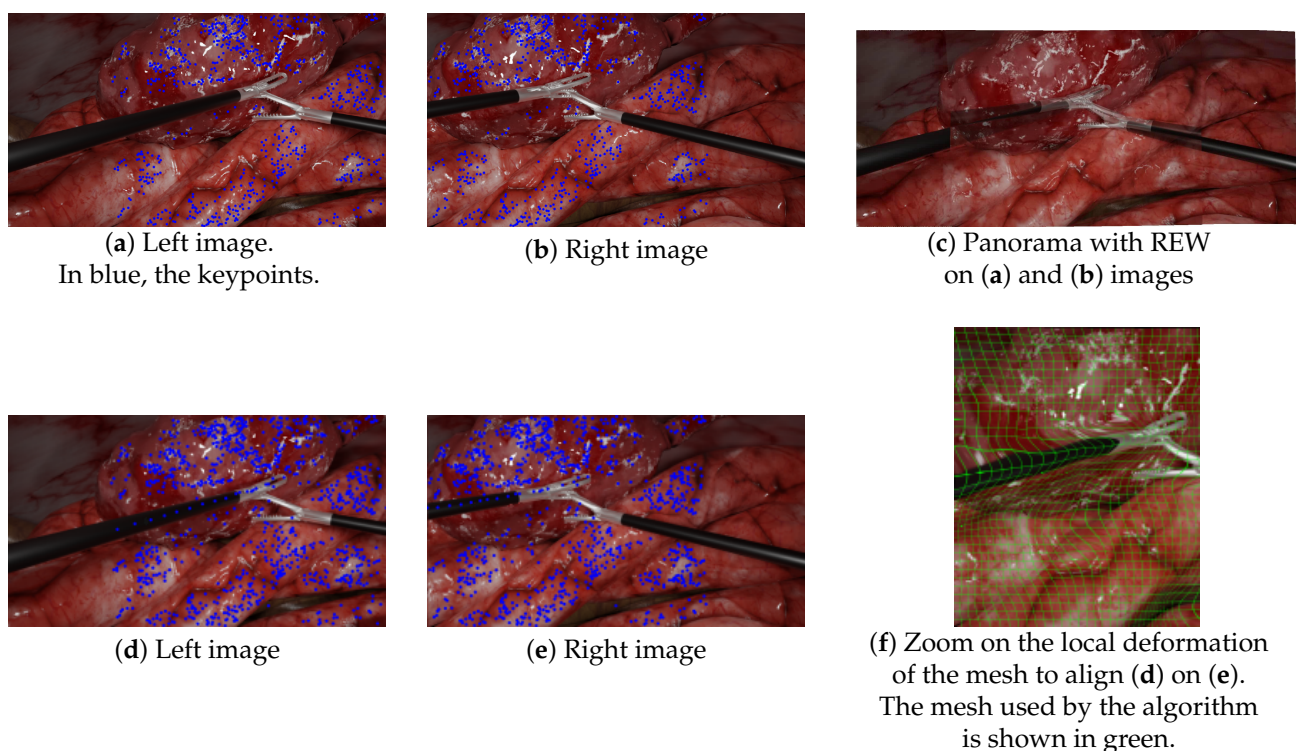 (a) Left image.
In blue, the keypoints.
(b) Right image
(c) Panorama with REW
on (a) and (b) images
(d) Left image
(e) Right image
(f) Zoom on the local deformation
of the mesh to align (d) on (e).
The mesh used by the algorithm
is shown in green.